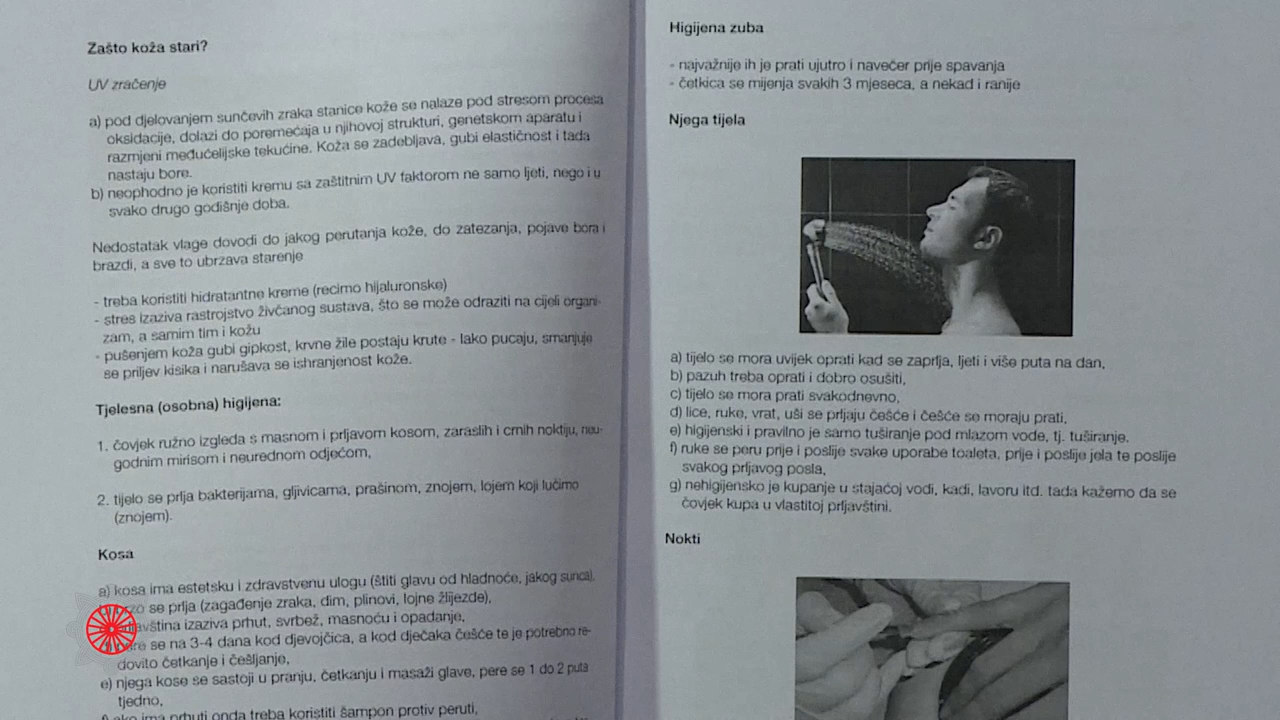 Zašto koža stari?
UV zračenje
a) pod djelovanjem sunčevih zraka stanice kože se nalaze pod stresom procesa
oksidacije, dolazi do poremećaja u njihovoj strukturi, genetskom aparatu i
razmjeni međućelijske tekućine. Koža se zadebljava, gubi elastičnost i tada
nastaju bore.
b) neophodno je koristiti kremu sa zaštitnim UV faktorom ne samo ljeti, nego i u
svako drugo godišnje doba.
Nedostatak vlage dovodi do jakog perutanja kože, do zatezanja, pojave bora i
brazdi, a sve to ubrzava starenje
- treba koristiti hidratantne kreme (recimo hijaluronske)
- stres izaziva rastrojstvo živčanog sustava, što se može odraziti na cijeli organi-
zam, a samim tim i kožu
- pušenjem koža gubi gipkost, krvne žile postaju krute - lako pucaju, smanjuje
se priljev kisika i narušava se ishranjenost kože.
Tjelesna (osobna) higijena:
1. čovjek ružno izgleda s masnom i prljavom kosom, zaraslih i crnih noktiju, neu-
godnim mirisom i neurednom odjećom,
2. tijelo se prlja bakterijama, gljivicama, prašinom, znojem, lojem koji lučimo
(znojem).
Kosa
a) kosa ima estetsku i zdravstvenu ulogu (štiti glavu od hladnoće, jakog sunca),
se prlja (zagađenje zraka, dim, plinovi, lojne žlijezde),
izaziva prhut, svrbež, masnoću i opadanje,
se na 3-4 dana kod djevojčica, a kod dječaka češće te je potrebno re-
dovito četkanje i češljanje,
e) njega kose se sastoji u pranju, četkanju i masaži glave, pere se 1 do 2 puta
tjedno,
f) ako ima prhuti onda treba koristiti šampon protiv peruti,
Higijena zuba
- najvažnije ih je prati ujutro i navečer prije spavanja
- četkica se mijenja svakih 3 mjeseca, a nekad i ranije
Njega tijela
a) tijelo se mora uvijek oprati kad se zaprlja, ljeti i više puta na dan,
b) pazuh treba oprati i dobro osušiti,
c) tijelo se mora prati svakodnevno,
d) lice, ruke, vrat, uši se prljaju češće i češće se moraju prati,
e) higijenski i pravilno je samo tuširanje pod mlazom vode, tj. tuširanje.
f) ruke se peru prije i poslije svake uporabe toaleta, prije i poslije jela te poslije
svakog prljavog posla,
g) nehigijensko je kupanje u stajaćoj vodi, kadi, lavoru itd. tada kažemo da se
čovjek kupa u vlastitoj prljavštini.
Nokti